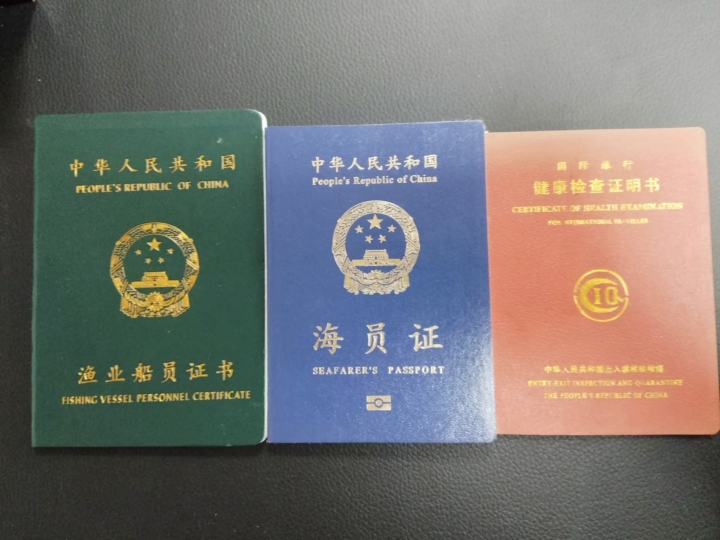 中华人民共和国
PEOPLE'S REPUBLIC OF CHINA
渔业船员证书
FISHING VESSEL PERSONNEL CERTIFICATE
中华人民共和国
People's Republic of China
海员证
SEAFARER'S PASSPORT
国际旅行
健康检查证明书
CERTIFICATE OF HEALTH EXAMINATION
FOR INTERNATIONAL TRAVELLER
CIQ
中华人民共和国出入境检验检疫
ENTRY-EXIT INSPECTION AND QUARANTINE
THE PEOPLE'S REPUBLIC OF CHINA